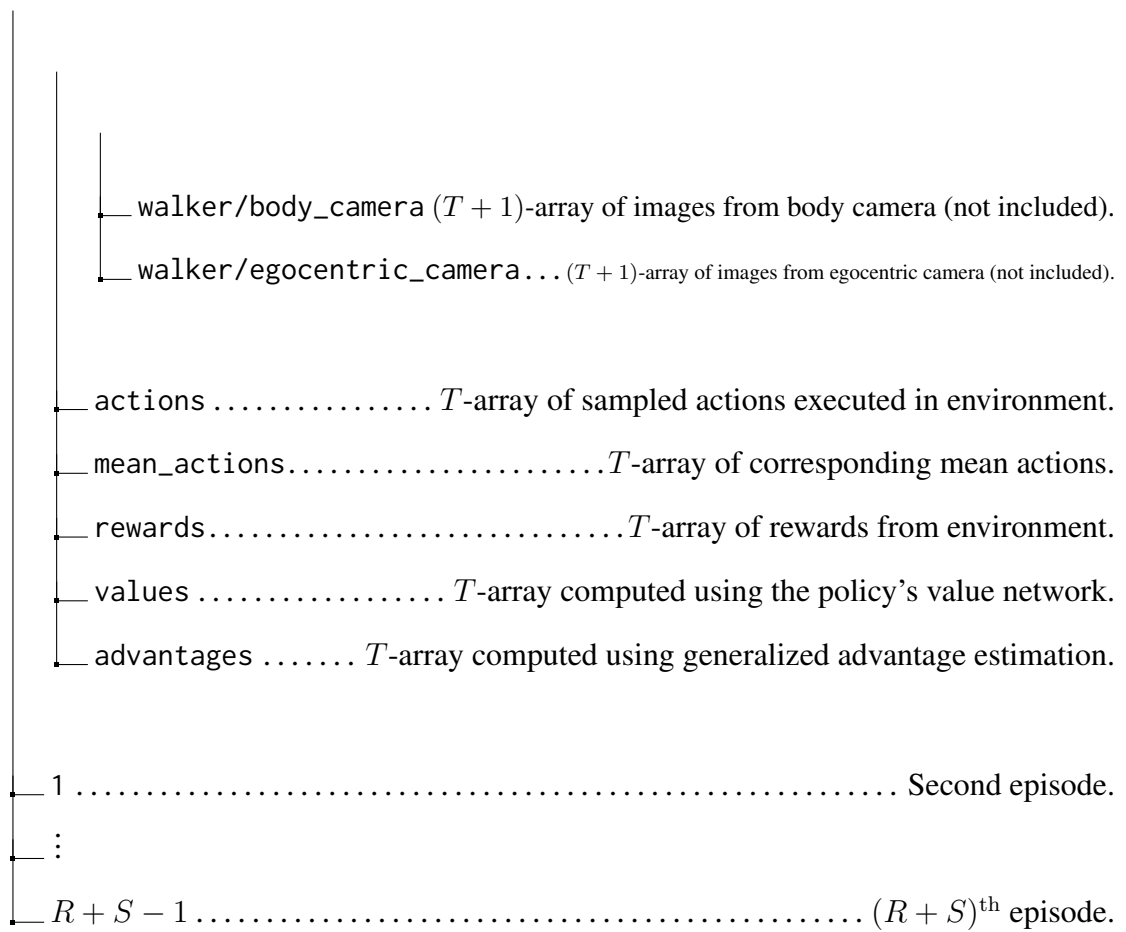 walker/body_camera (T + 1)-array of images from body camera (not included).
walker/egocentric_camera...(T + 1)-array of images from egocentric camera (not included).
actions ................ T-array of sampled actions executed in environment.
mean_actions.......................T-array of corresponding mean actions.
rewards..............................T-array of rewards from environment.
values .................. T-array computed using the policy's value network.
advantages ....... T-array computed using generalized advantage estimation.
1 ...................................................................... Second episode.
⋮
R + S − 1 ......................................................... (R + S)th episode.